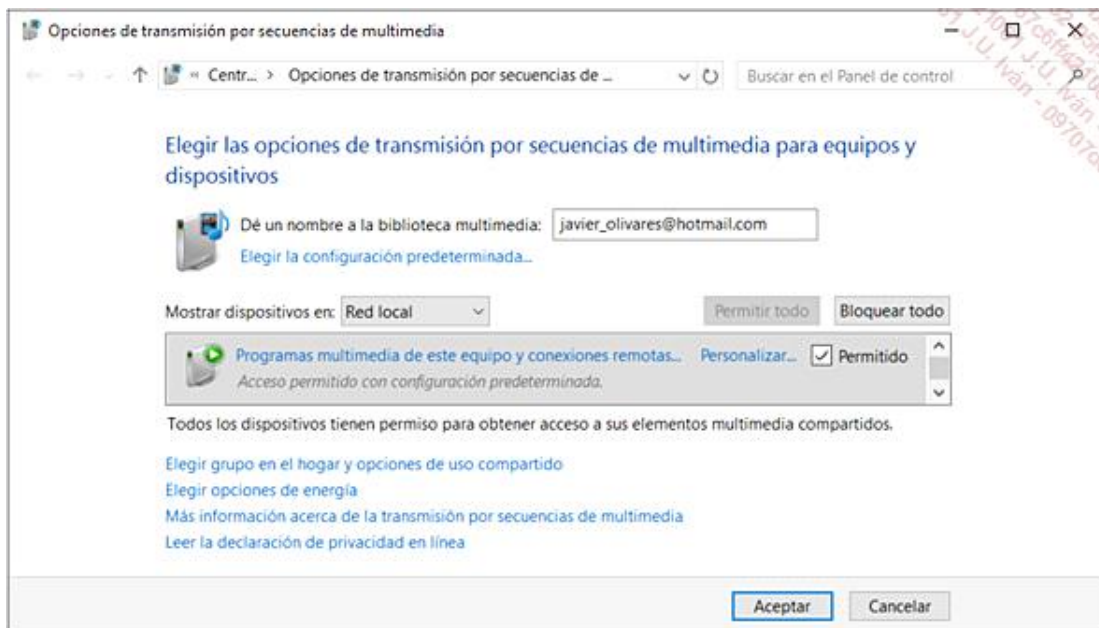 Opciones de transmisión por secuencias de multimedia
« Centr... > Opciones de transmisión por secuencias de ... Buscar en el Panel de control
Elegir las opciones de transmisión por secuencias de multimedia para equipos y
dispositivos
Dé un nombre a la biblioteca multimedia: javier_olivares@hotmail.com
Elegir la configuración predeterminada...
Mostrar dispositivos en: Red local Permitir todo Bloquear todo
Programas multimedia de este equipo y conexiones remotas... Personalizar... Permitido
Acceso permitido con configuración predeterminada.
Todos los dispositivos tienen permiso para obtener acceso a sus elementos multimedia compartidos.
Elegir grupo en el hogar y opciones de uso compartido
Elegir opciones de energía
Más información acerca de la transmisión por secuencias de multimedia
Leer la declaración de privacidad en línea
Aceptar Cancelar
J.U. Iván